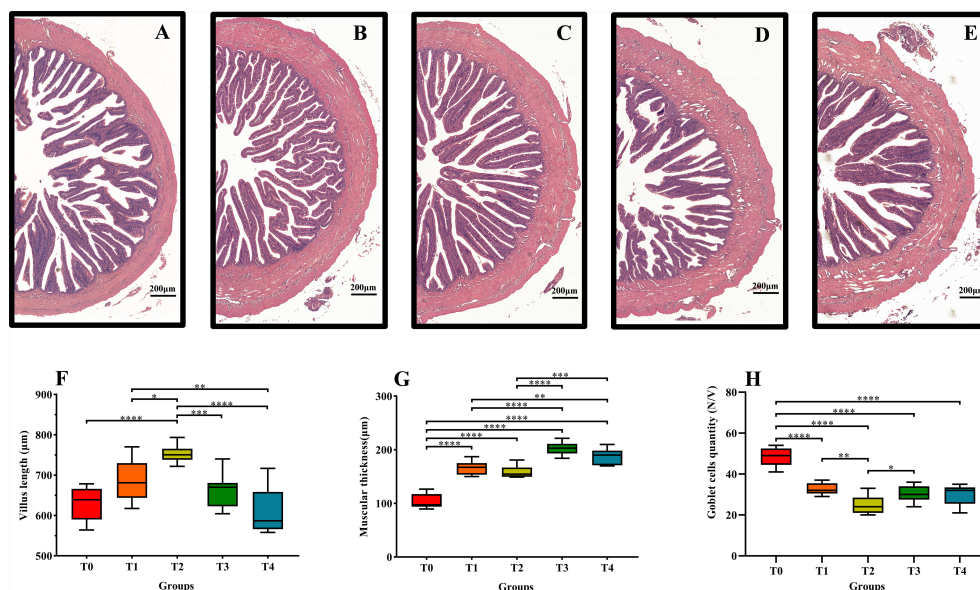 A
B
C
D
E
200μm
200μm
200μm
200μm
200μm
F
Villus length (μm)
900
800
700
600
500
**
*
****
****
***
T0 T1 T2 T3 T4
Groups
G
Muscular thickness(μm)
300
200
100
0
***
****
**
****
****
****
****
****
T0 T1 T2 T3 T4
Groups
H
Goblet cells quantity (N/V)
80
60
40
20
0
****
****
****
****
**
*
T0 T1 T2 T3 T4
Groups